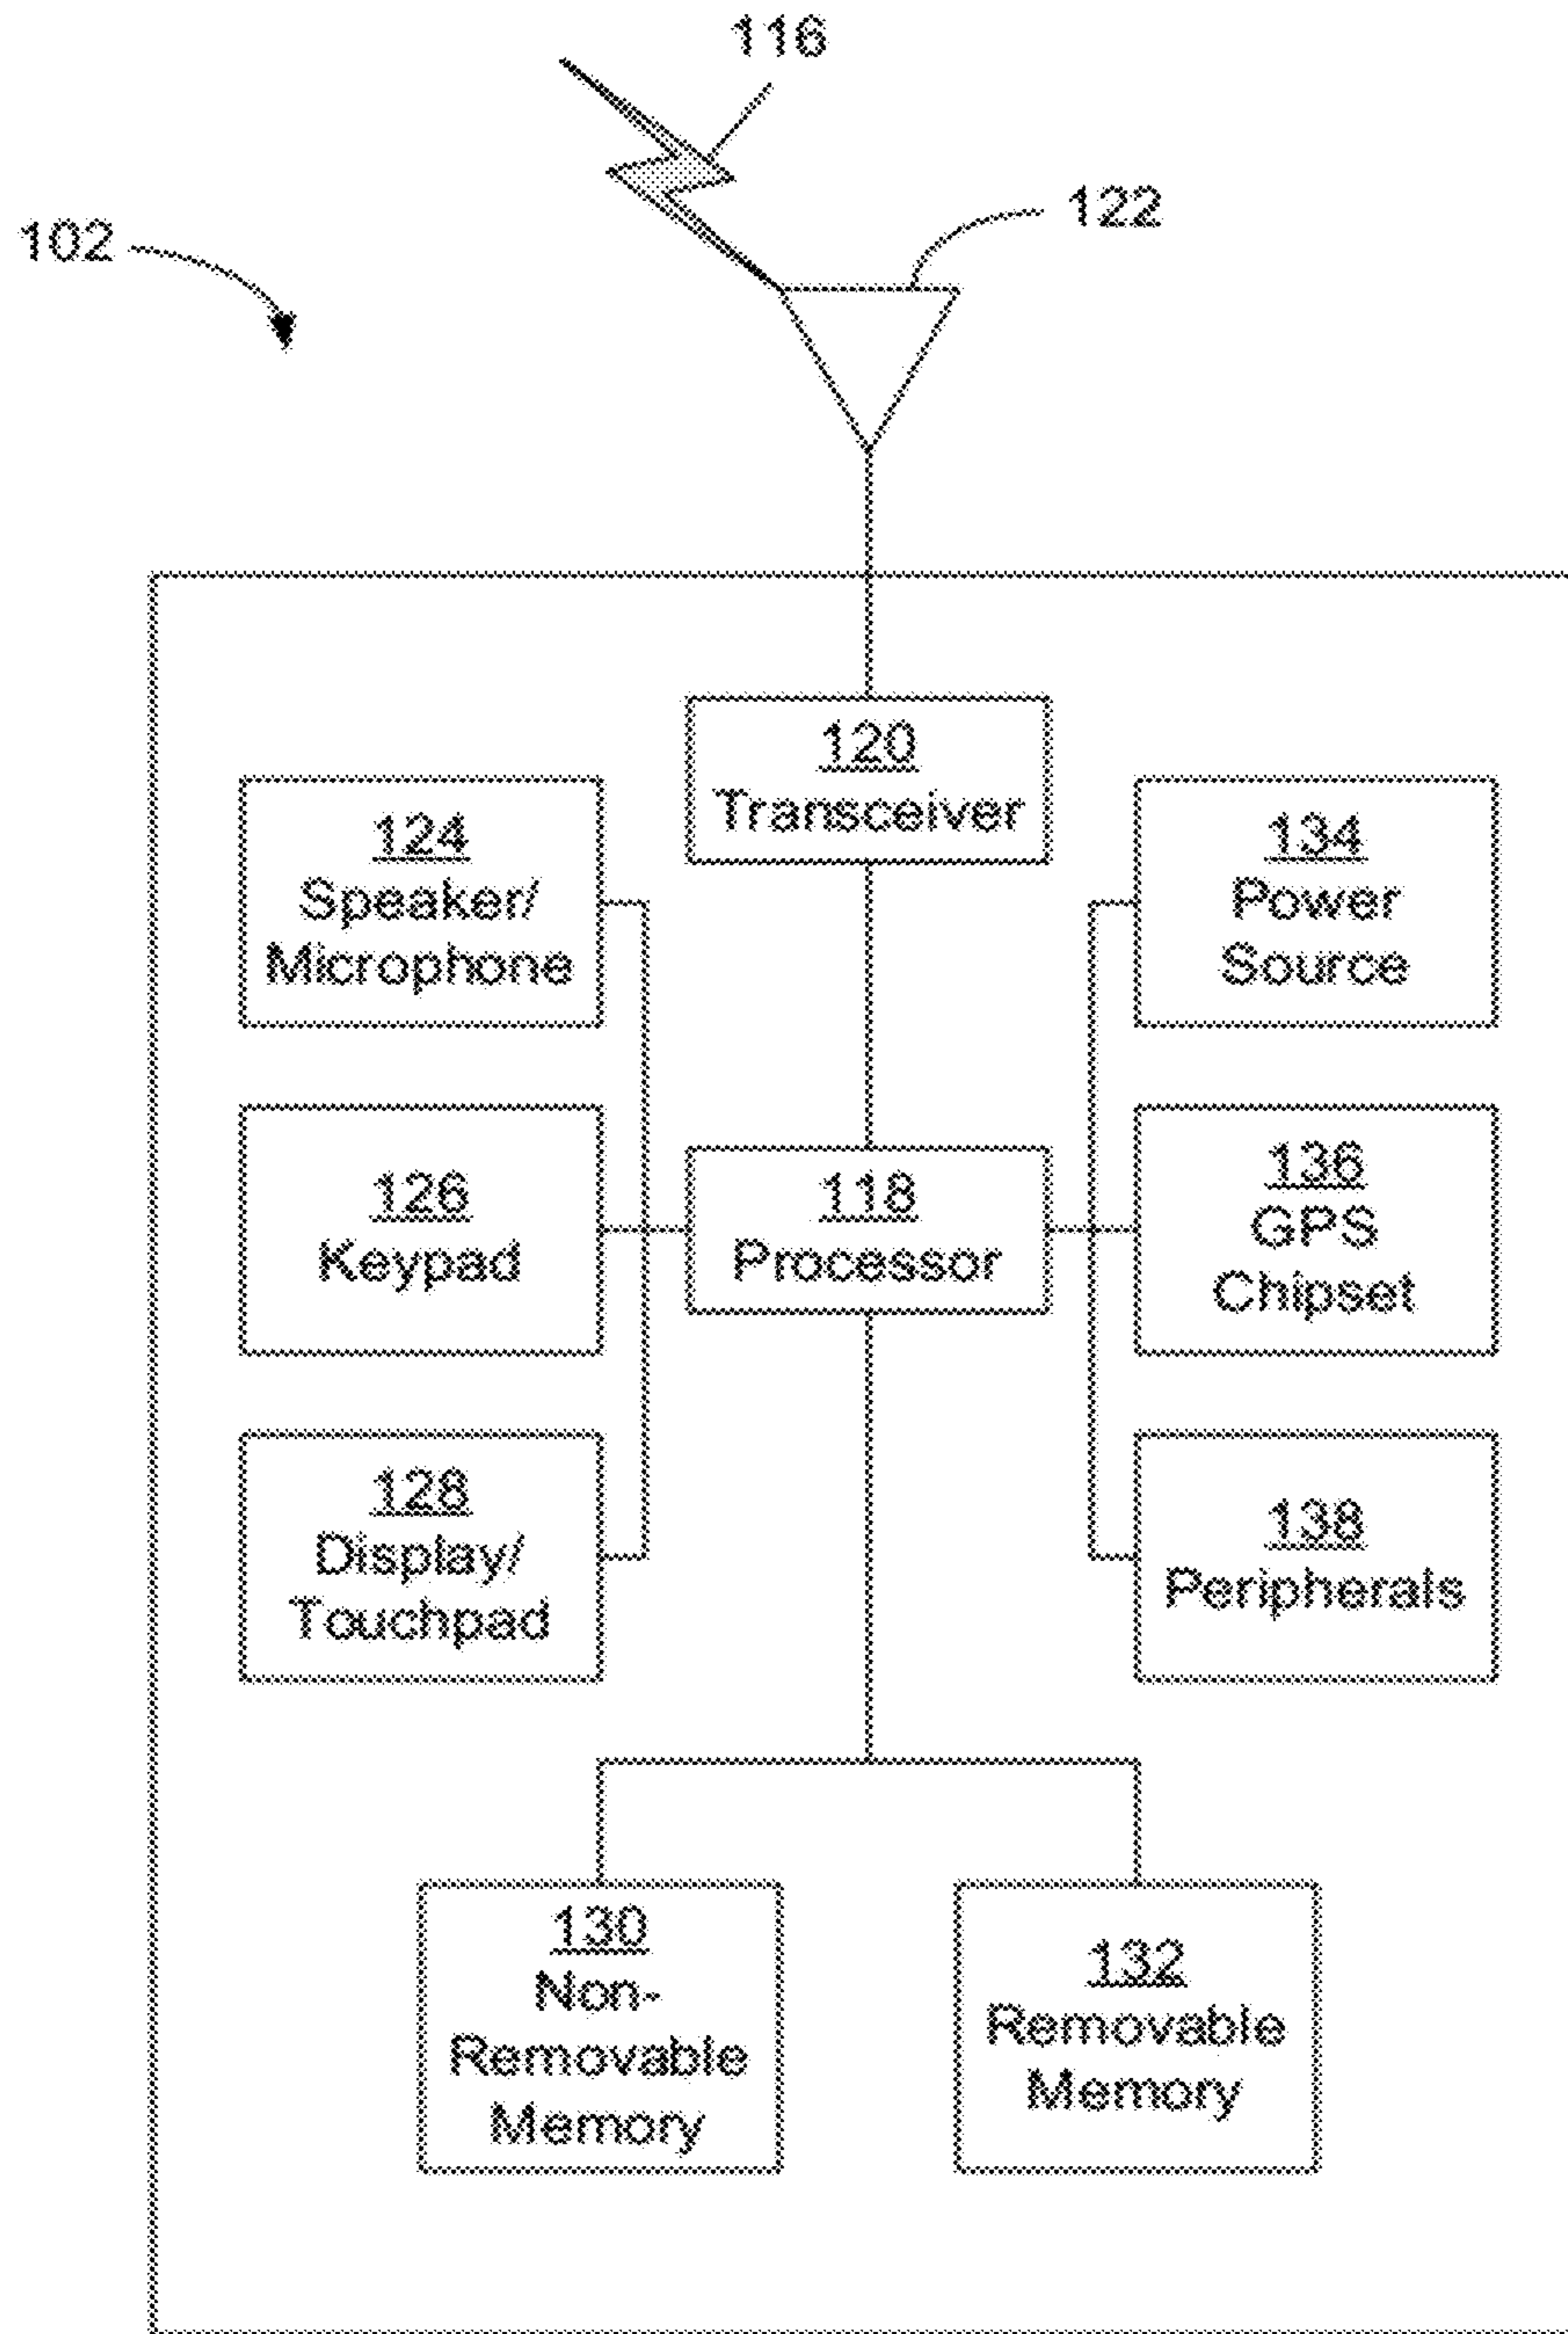 116
122
102
120
Transceiver
124
Speaker/
Microphone
134
Power
Source
126
Keypad
118
Processor
136
GPS
Chipset
128
Display/
Touchpad
138
Peripherals
130
Non-
Removable
Memory
132
Removable
Memory